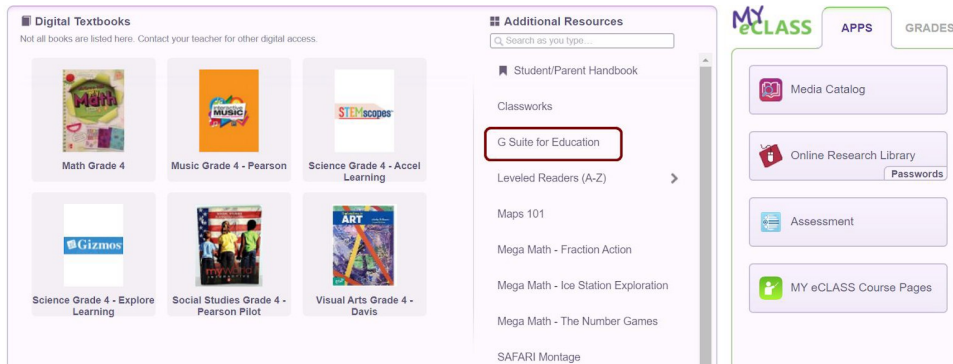 Digital Textbooks
Not all books are listed here. Contact your teacher for other digital access.
Math
Math Grade 4
interactive
MUSIC
Music Grade 4 - Pearson
STEMscopes
Science Grade 4 - Accel
Learning
Gizmos
Science Grade 4 - Explore
Learning
myWorld
INTERACTIVE
Social Studies Grade 4 -
Pearson Pilot
ART
Visual Arts Grade 4 -
Davis
Additional Resources
Search as you type...
Student/Parent Handbook
Classworks
G Suite for Education
Leveled Readers (A-Z)
Maps 101
Mega Math - Fraction Action
Mega Math - Ice Station Exploration
Mega Math - The Number Games
SAFARI Montage
MY eCLASS
APPS
GRADES
Media Catalog
Online Research Library
Passwords
Assessment
MY eCLASS Course Pages